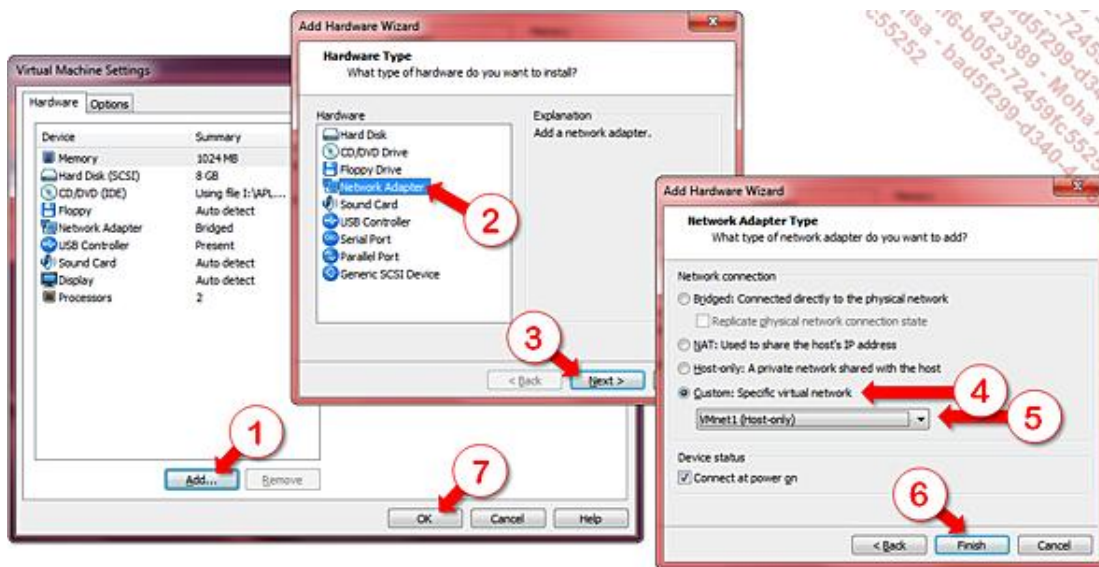 Virtual Machine Settings
Hardware Options
Device Summary
Memory 1024 MB
Hard Disk (SCSI) 8 GB
CD/DVD (IDE) Using file I:\APL...
Floppy Auto detect
Network Adapter Bridged
USB Controller Present
Sound Card Auto detect
Display Auto detect
Processors 2
1
Add... Remove
7
OK Cancel Help
Add Hardware Wizard
Hardware Type
What type of hardware do you want to install?
Hardware
Hard Disk
CD/DVD Drive
Floppy Drive
Network Adapter
Sound Card
USB Controller
Serial Port
Parallel Port
Generic SCSI Device
Explanation
Add a network adapter.
2
3
< Back Next >
Add Hardware Wizard
Network Adapter Type
What type of network adapter do you want to add?
Network connection
Bridged: Connected directly to the physical network
Replicate physical network connection state
NAT: Used to share the host's IP address
Host-only: A private network shared with the host
Custom: Specific virtual network
4
VMnet1 (Host-only)
5
Device status
Connect at power on
6
< Back Finish Cancel